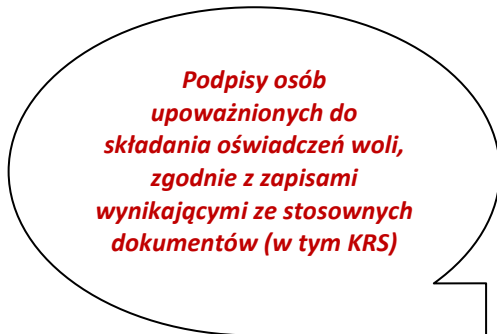 Podpisy osób
upoważnionych do
składania oświadczeń woli,
zgodnie z zapisami
wynikającymi ze stosownych
dokumentów (w tym KRS)